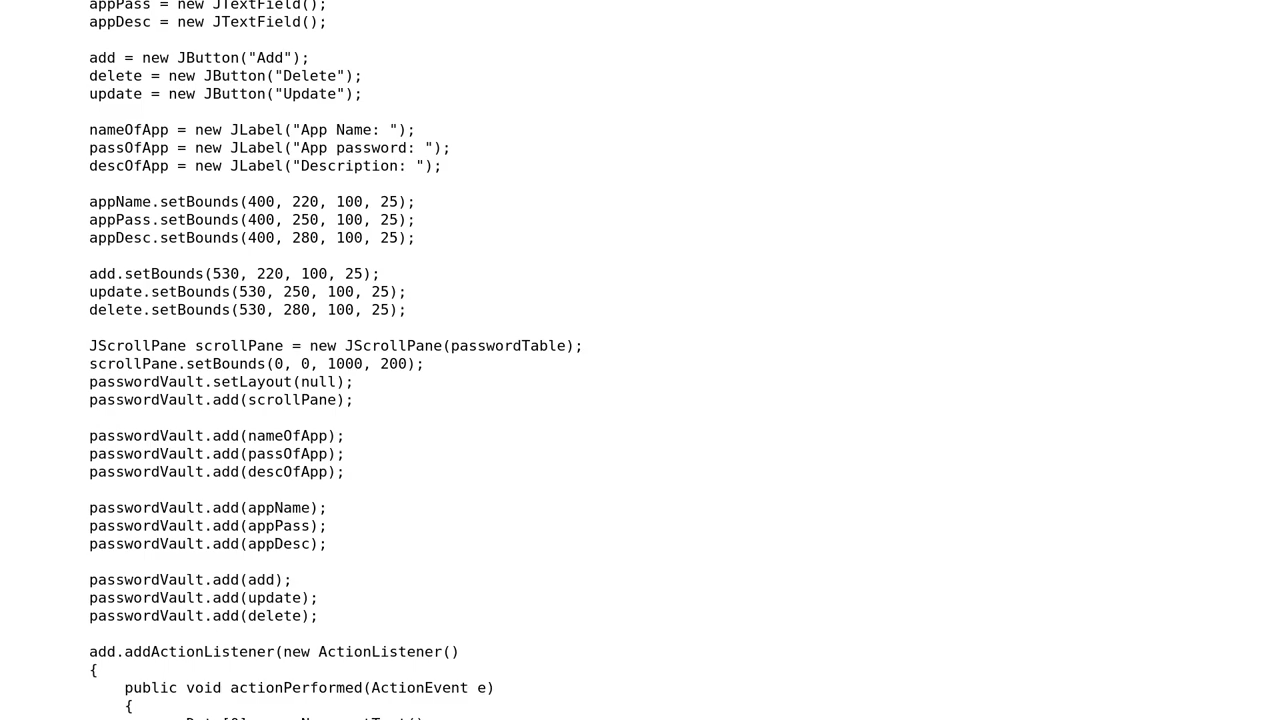 appPass = new JTextField();
appDesc = new JTextField();

add = new JButton("Add");
delete = new JButton("Delete");
update = new JButton("Update");

nameOfApp = new JLabel("App Name: ");
passOfApp = new JLabel("App password: ");
descOfApp = new JLabel("Description: ");

appName.setBounds(400, 220, 100, 25);
appPass.setBounds(400, 250, 100, 25);
appDesc.setBounds(400, 280, 100, 25);

add.setBounds(530, 220, 100, 25);
update.setBounds(530, 250, 100, 25);
delete.setBounds(530, 280, 100, 25);

JScrollPane scrollPane = new JScrollPane(passwordTable);
scrollPane.setBounds(0, 0, 1000, 200);
passwordVault.setLayout(null);
passwordVault.add(scrollPane);

passwordVault.add(nameOfApp);
passwordVault.add(passOfApp);
passwordVault.add(descOfApp);

passwordVault.add(appName);
passwordVault.add(appPass);
passwordVault.add(appDesc);

passwordVault.add(add);
passwordVault.add(update);
passwordVault.add(delete);

add.addActionListener(new ActionListener()
{
    public void actionPerformed(ActionEvent e)
    {